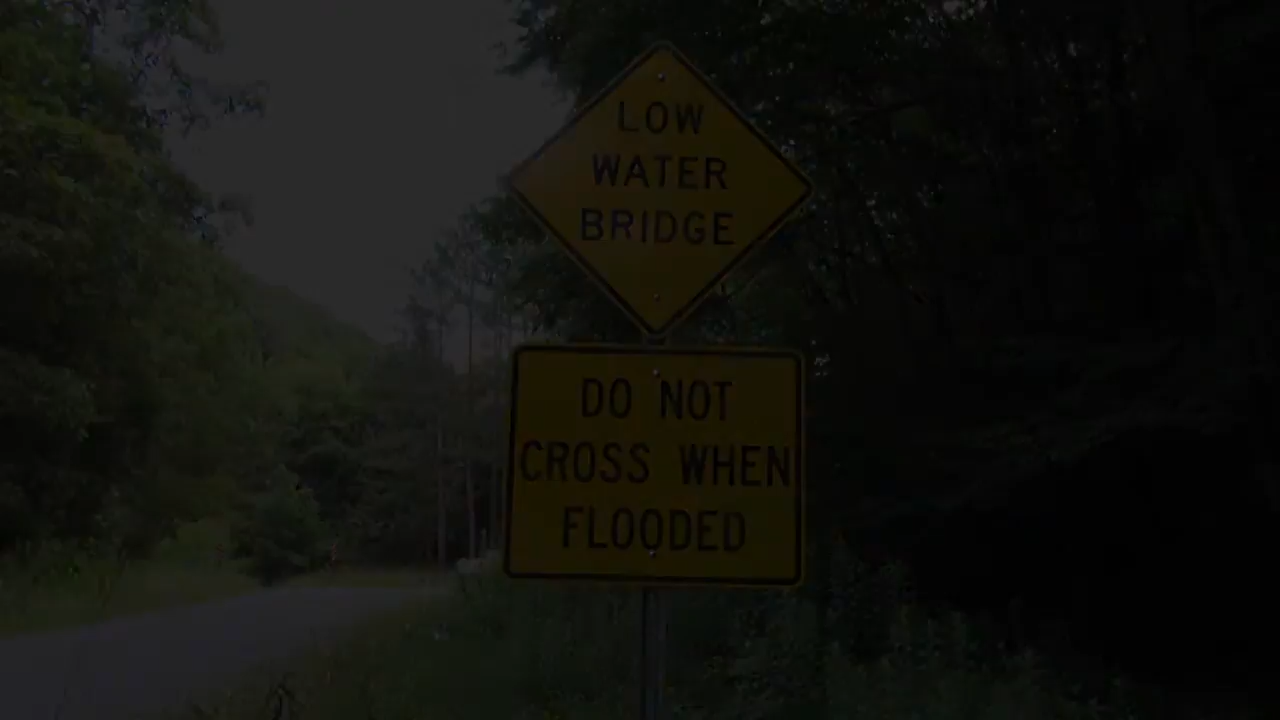 LOW
WATER
BRIDGE
DO NOT
CROSS WHEN
FLOODED